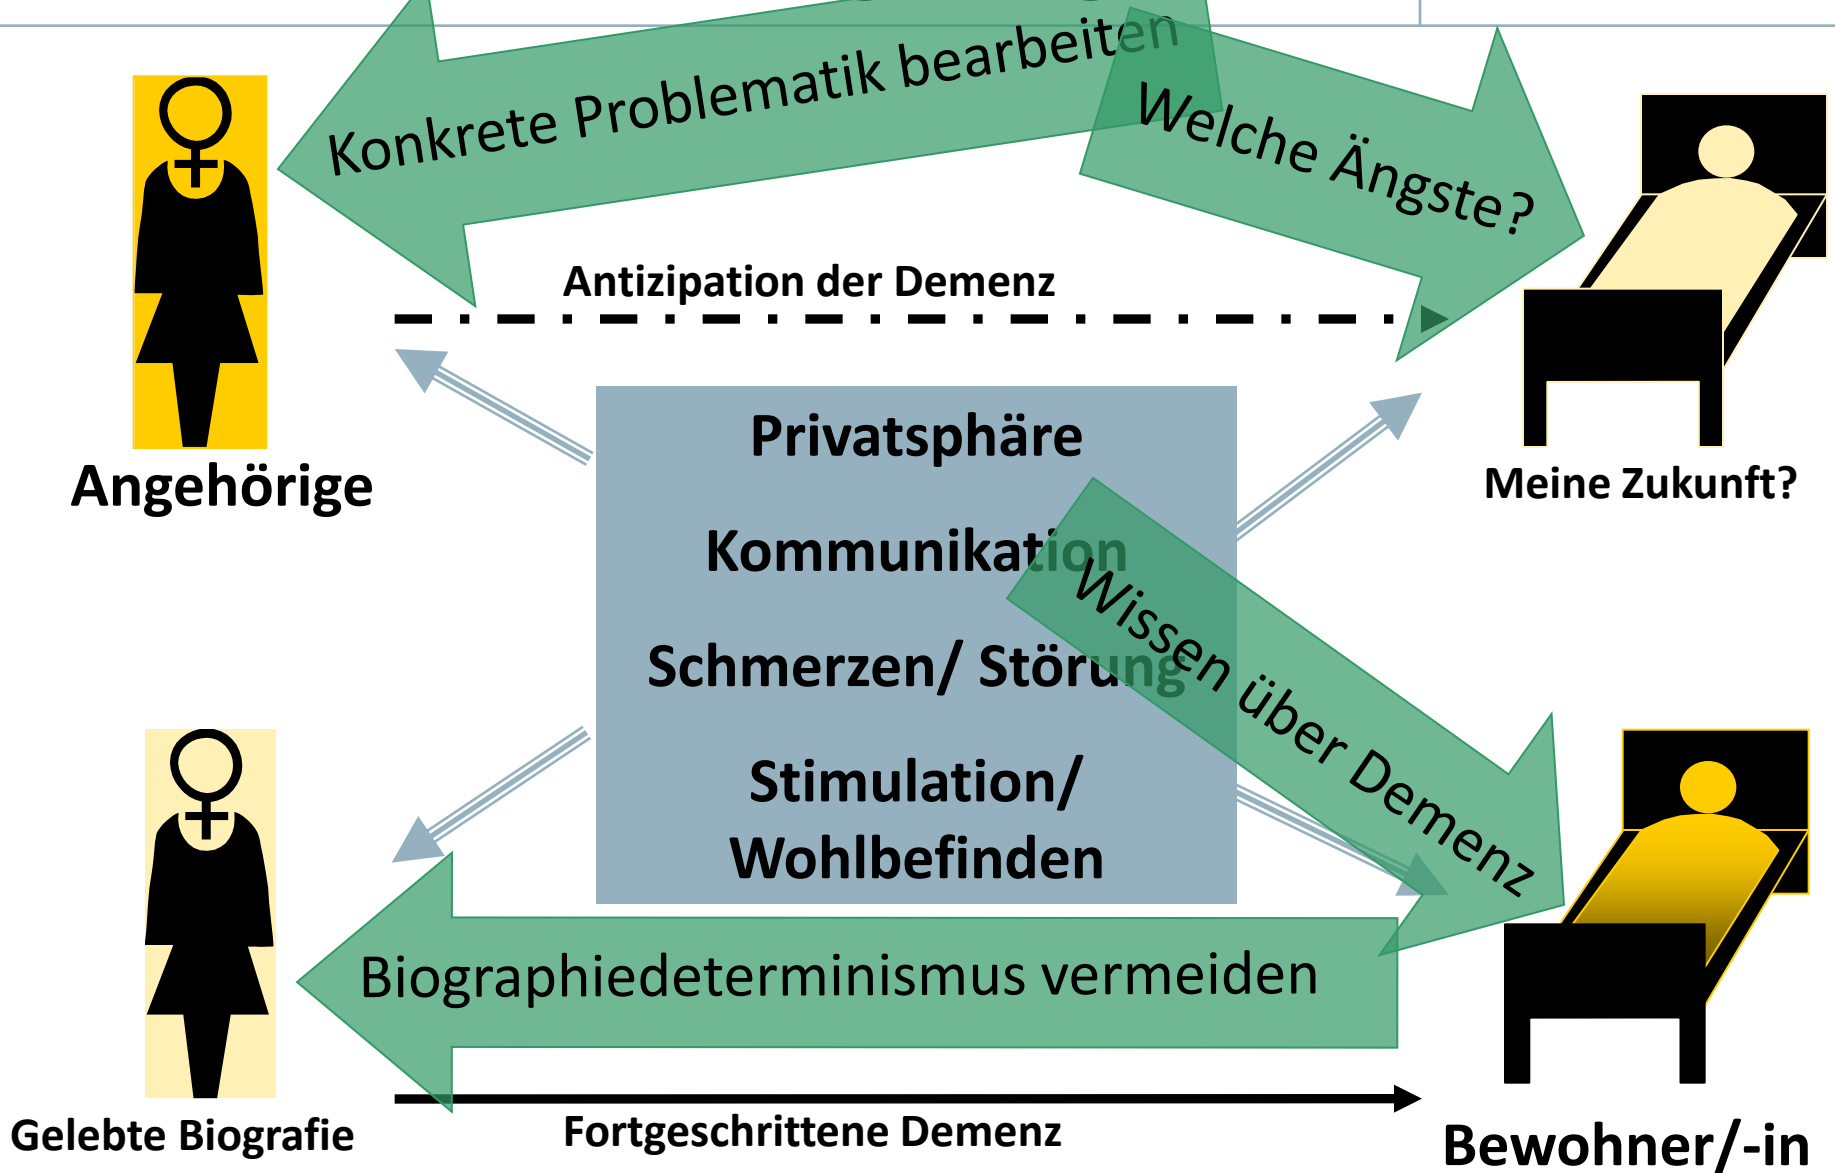 Konkrete Problematik bearbeiten
Welche Ängste?
Antizipation der Demenz
Angehörige
Meine Zukunft?
Privatsphäre
Kommunikation
Schmerzen/ Störung
Stimulation/
Wohlbefinden
Wissen über Demenz
Biographiedeterminismus vermeiden
Gelebte Biografie
Fortgeschrittene Demenz
Bewohner/-in